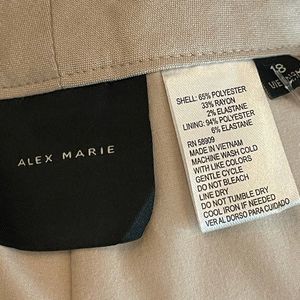 ALEX MARIE
SHELL: 65% POLYESTER
33% RAYON
2% ELASTANE
LINING: 94% POLYESTER
6% ELASTANE
RN 58909
MADE IN VIETNAM
MACHINE WASH COLD
WITH LIKE COLORS
GENTLE CYCLE
DO NOT BLEACH
LINE DRY
DO NOT TUMBLE DRY
COOL IRON IF NEEDED
VER AL DORSO PARA CUIDADO
18